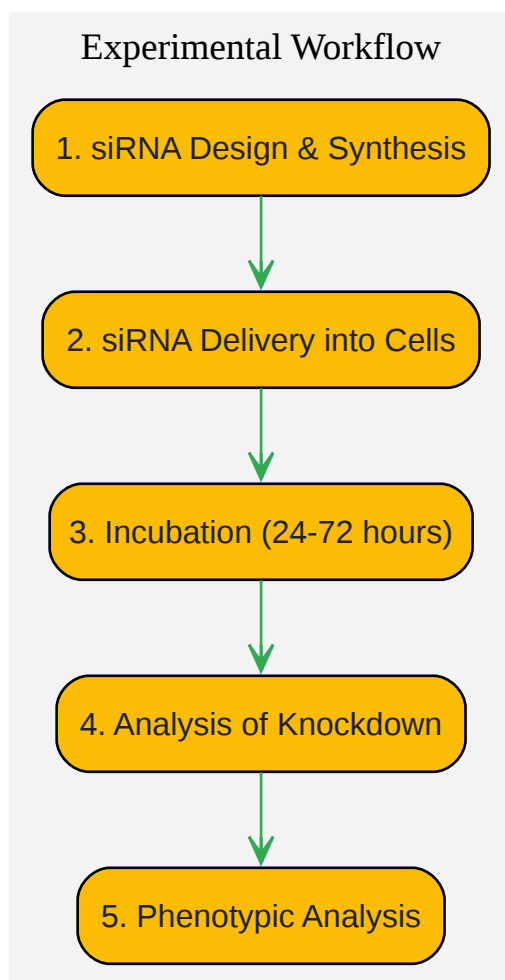 Experimental Workflow
1. siRNA Design & Synthesis
2. siRNA Delivery into Cells
3. Incubation (24-72 hours)
4. Analysis of Knockdown
5. Phenotypic Analysis